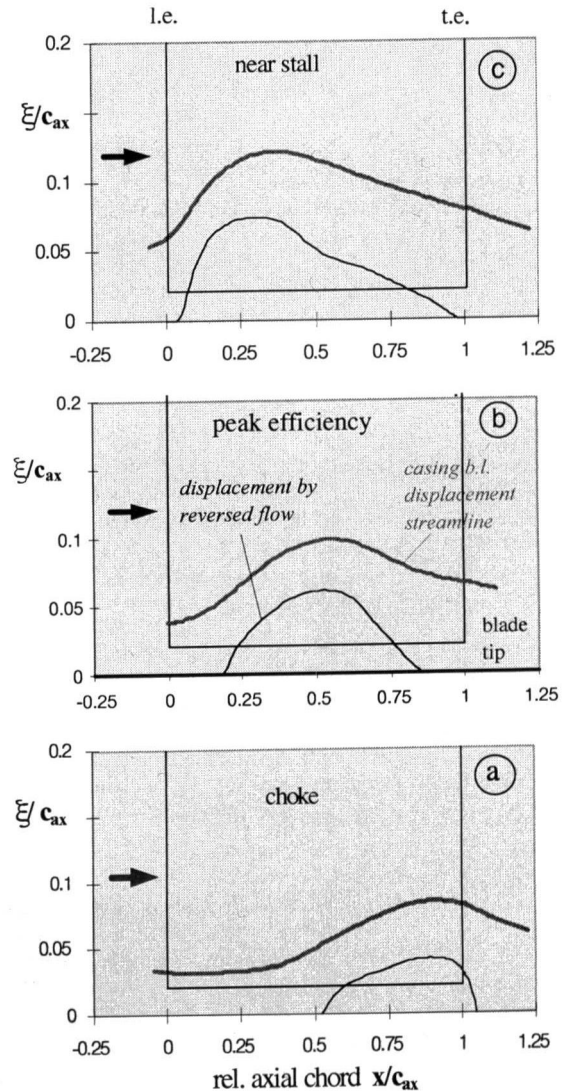 l.e. t.e.
0.2
near stall
c
ξ/cax
0.1
0.05
0
-0.25 0 0.25 0.5 0.75 1 1.25
0.2
peak efficiency
b
ξ/cax
displacement by
reversed flow
casing b.l.
displacement
streamline
0.1
0.05
blade
tip
0
-0.25 0 0.25 0.5 0.75 1 1.25
0.2
a
choke
ξ/cax
0.1
0.05
0
-0.25 0 0.25 0.5 0.75 1 1.25
rel. axial chord x/cax